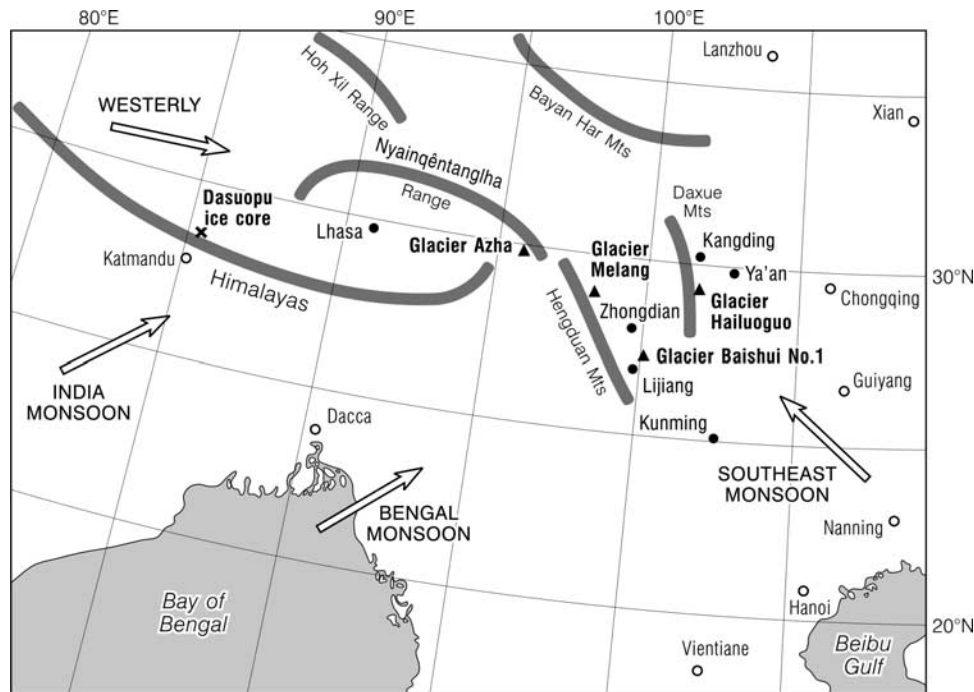 80°E
90°E
100°E
Lanzhou
Hoh Xil Range
Bayan Har Mts
Xian
WESTERLY
Nyainqêntanglha
Range
Daxue
Mts
Dasuopu
ice core
Lhasa
Glacier Azha
Glacier
Melang
Kangding
Ya'an
30°N
Katmandu
Himalayas
Zhongdian
Glacier
Hailuoguo
Chongqing
Hengduan Mts
Glacier Baishui No.1
Lijiang
Guiyang
INDIA
MONSOON
Dacca
Kunming
SOUTHEAST
MONSOON
BENGAL
MONSOON
Nanning
Bay of
Bengal
Hanoi
20°N
Vientiane
Beibu
Gulf